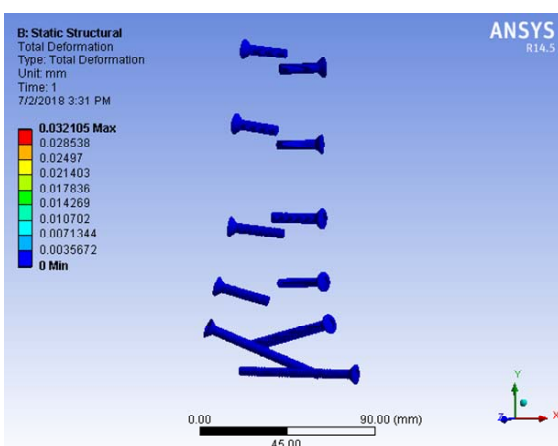 B: Static Structural
Total Deformation
Type: Total Deformation
Unit: mm
Time: 1
7/2/2018 3:31 PM
ANSYS
R14.5
0.032105 Max
0.028538
0.02497
0.021403
0.017836
0.014269
0.010702
0.0071344
0.0035672
0 Min
0.00
90.00 (mm)
45.00
Y
Z
X